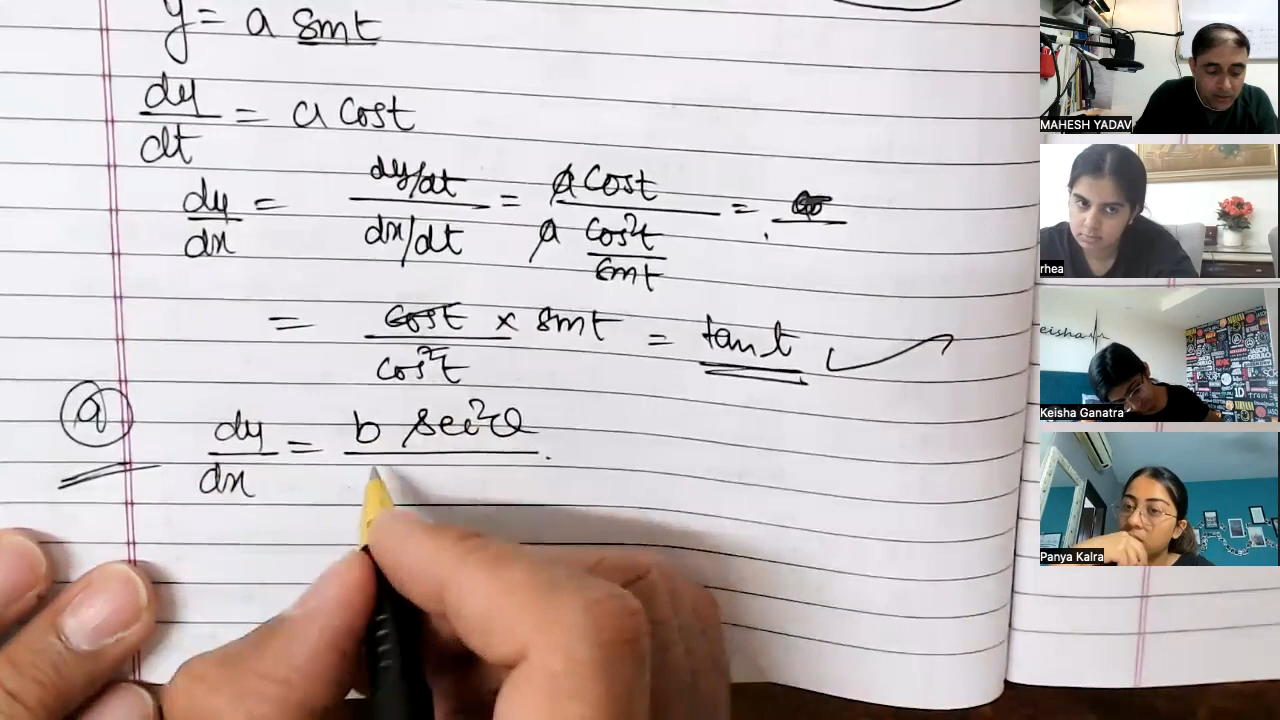 y = a sint
dy/dt = a cost
dy/dx = (dy/dt)/(dx/dt) = (a cost)/(a cos²t/sint) =
= cost/cos²t × sint = tant
(a) dy/dx = b sec²θ
MAHESH YADAV
rhea
keisha
Keisha Ganatra
Panya Kalra